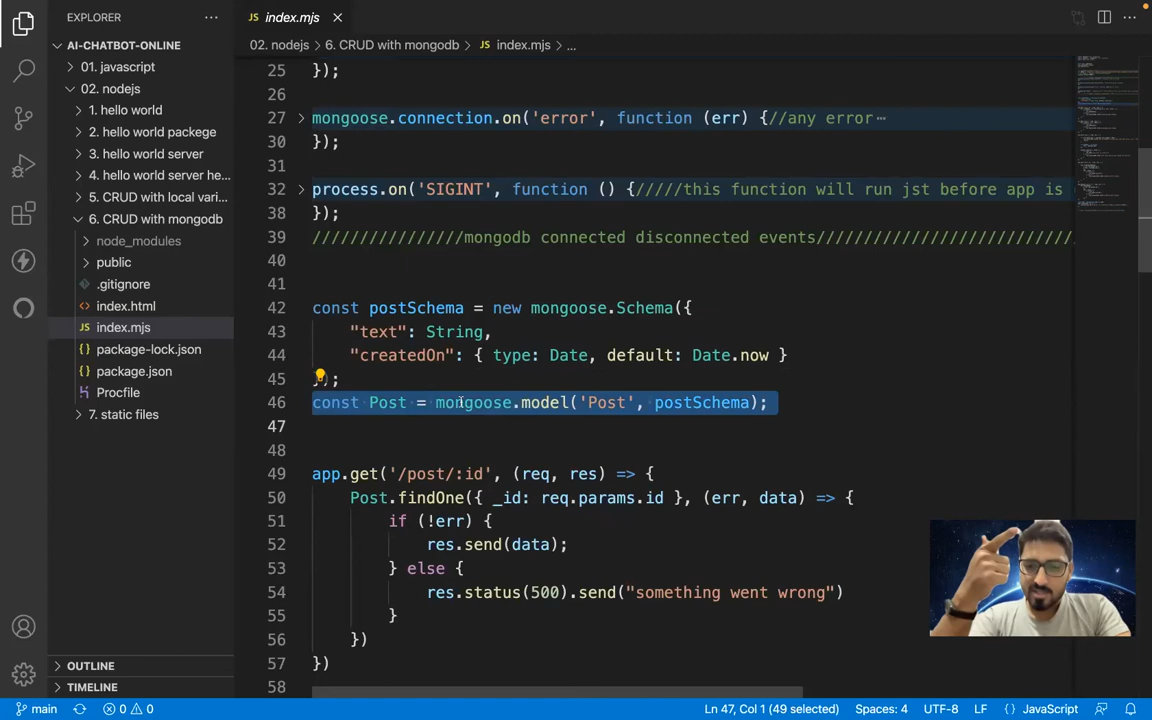 EXPLORER
AI-CHATBOT-ONLINE
01. javascript
02. nodejs
1. hello world
2. hello world packege
3. hello world server
4. hello world server he...
5. CRUD with local vari...
6. CRUD with mongodb
node_modules
public
.gitignore
index.html
JS index.mjs
package-lock.json
package.json
Procfile
7. static files
OUTLINE
TIMELINE
JS index.mjs
02. nodejs > 6. CRUD with mongodb > JS index.mjs > ...
25 });
26
27 mongoose.connection.on('error', function (err) {//any error…
30 });
31
32 process.on('SIGINT', function () {/////this function will run jst before app is
38 });
39 ////////////////mongodb connected disconnected events///////////////////////////
40
41
42 const postSchema = new mongoose.Schema({
43 "text": String,
44 "createdOn": { type: Date, default: Date.now }
45 });
46 const Post = mongoose.model('Post', postSchema);
47
48
49 app.get('/post/:id', (req, res) => {
50 Post.findOne({ _id: req.params.id }, (err, data) => {
51 if (!err) {
52 res.send(data);
53 } else {
54 res.status(500).send("something went wrong")
55 }
56 })
57 })
58
main 0 0 Ln 47, Col 1 (49 selected) Spaces: 4 UTF-8 LF {} JavaScript